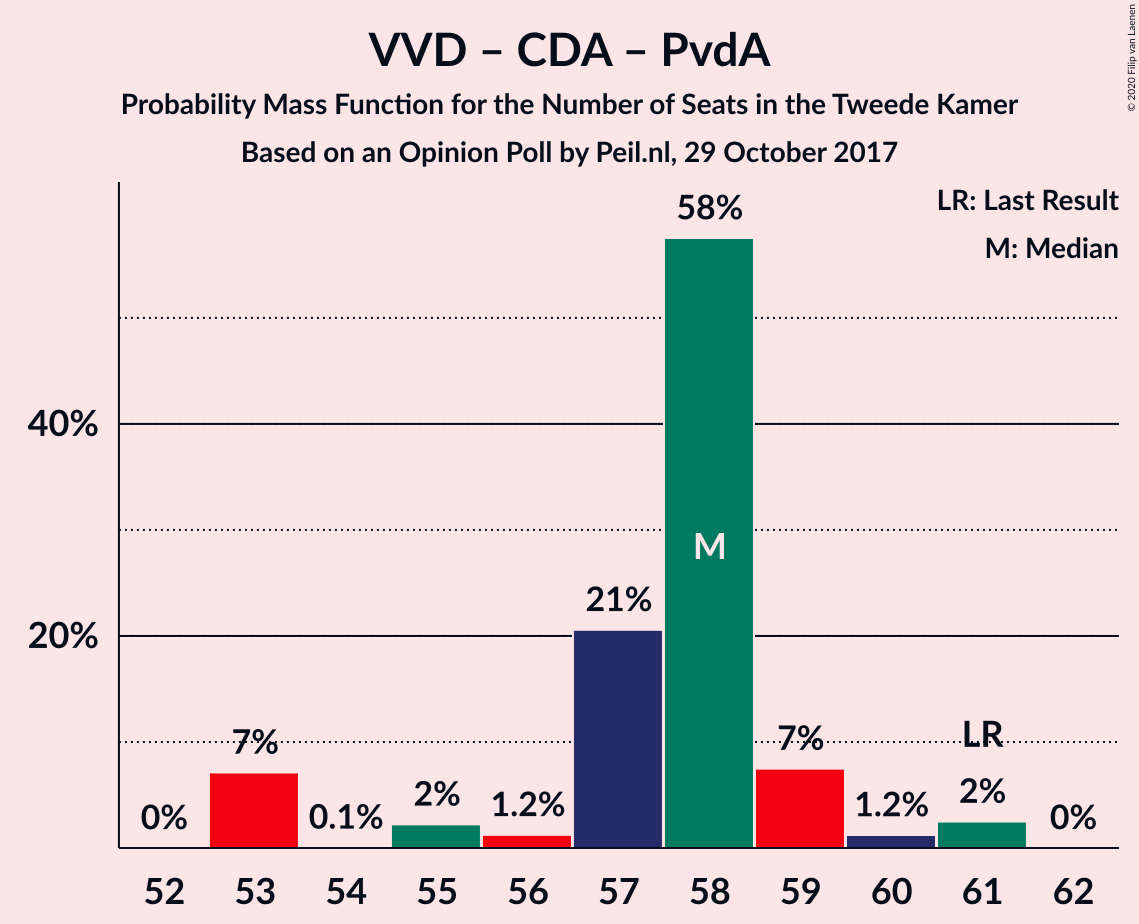 VVD – CDA – PvdA
Probability Mass Function for the Number of Seats in the Tweede Kamer
Based on an Opinion Poll by Peil.nl, 29 October 2017
© 2020 Filip van Laenen
LR: Last Result
M: Median
58%
40%
M
21%
20%
7%
7%
LR
0%
0.1%
2%
1.2%
1.2%
2%
0%
52 53 54 55 56 57 58 59 60 61 62